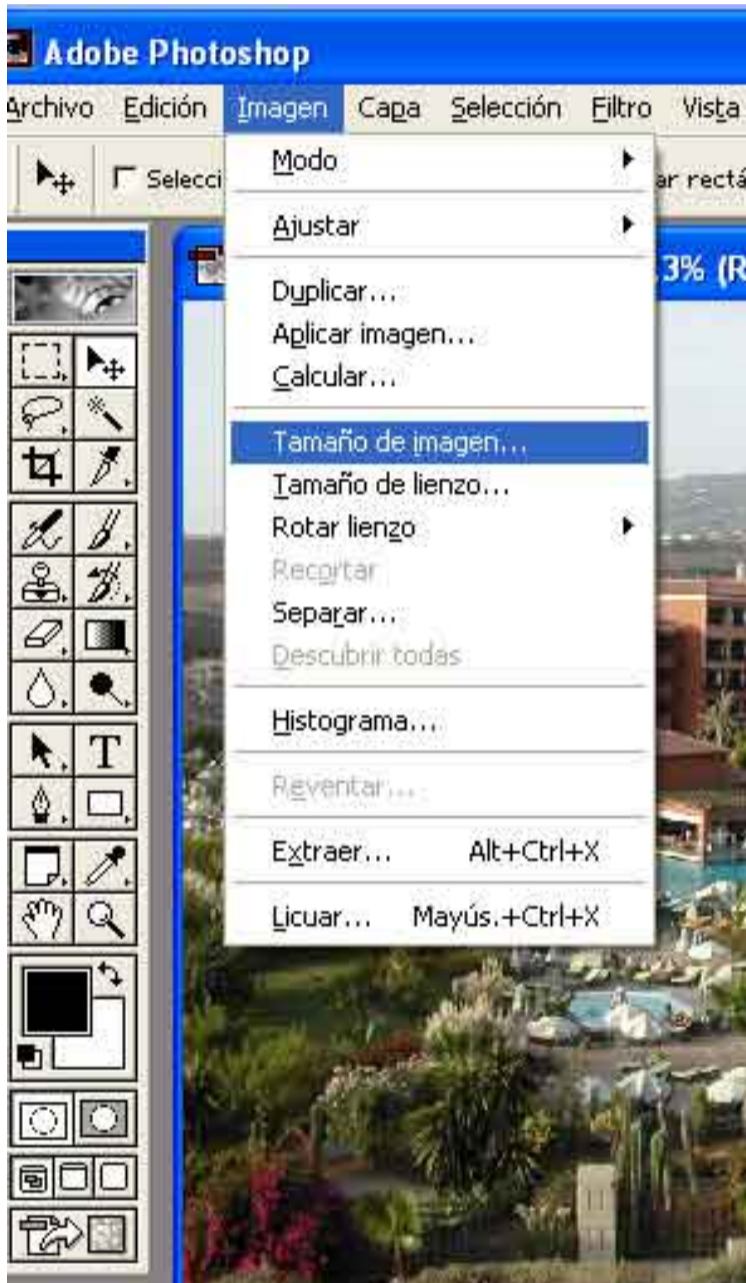 Adobe Photoshop
Archivo Edición Imagen Capa Selección Filtro Vista
Selecci
ar rectá
3% (R
Modo
Ajustar
Duplicar...
Aplicar imagen...
Calcular...
Tamaño de imagen...
Tamaño de lienzo...
Rotar lienzo
Recortar
Separar...
Descubrir todas
Histograma...
Reventar...
Extraer... Alt+Ctrl+X
Licuar... Mayús.+Ctrl+X
T